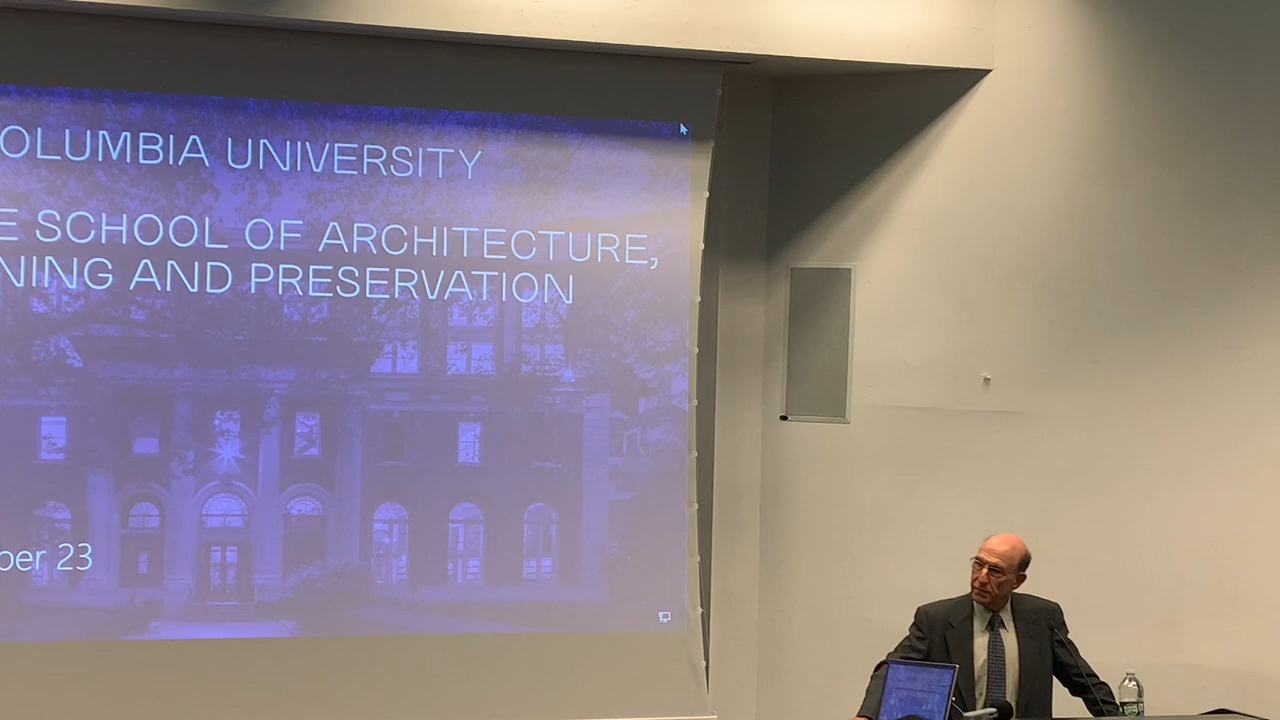 OLUMBIA UNIVERSITY
E SCHOOL OF ARCHITECTURE,
NING AND PRESERVATION
ber 23